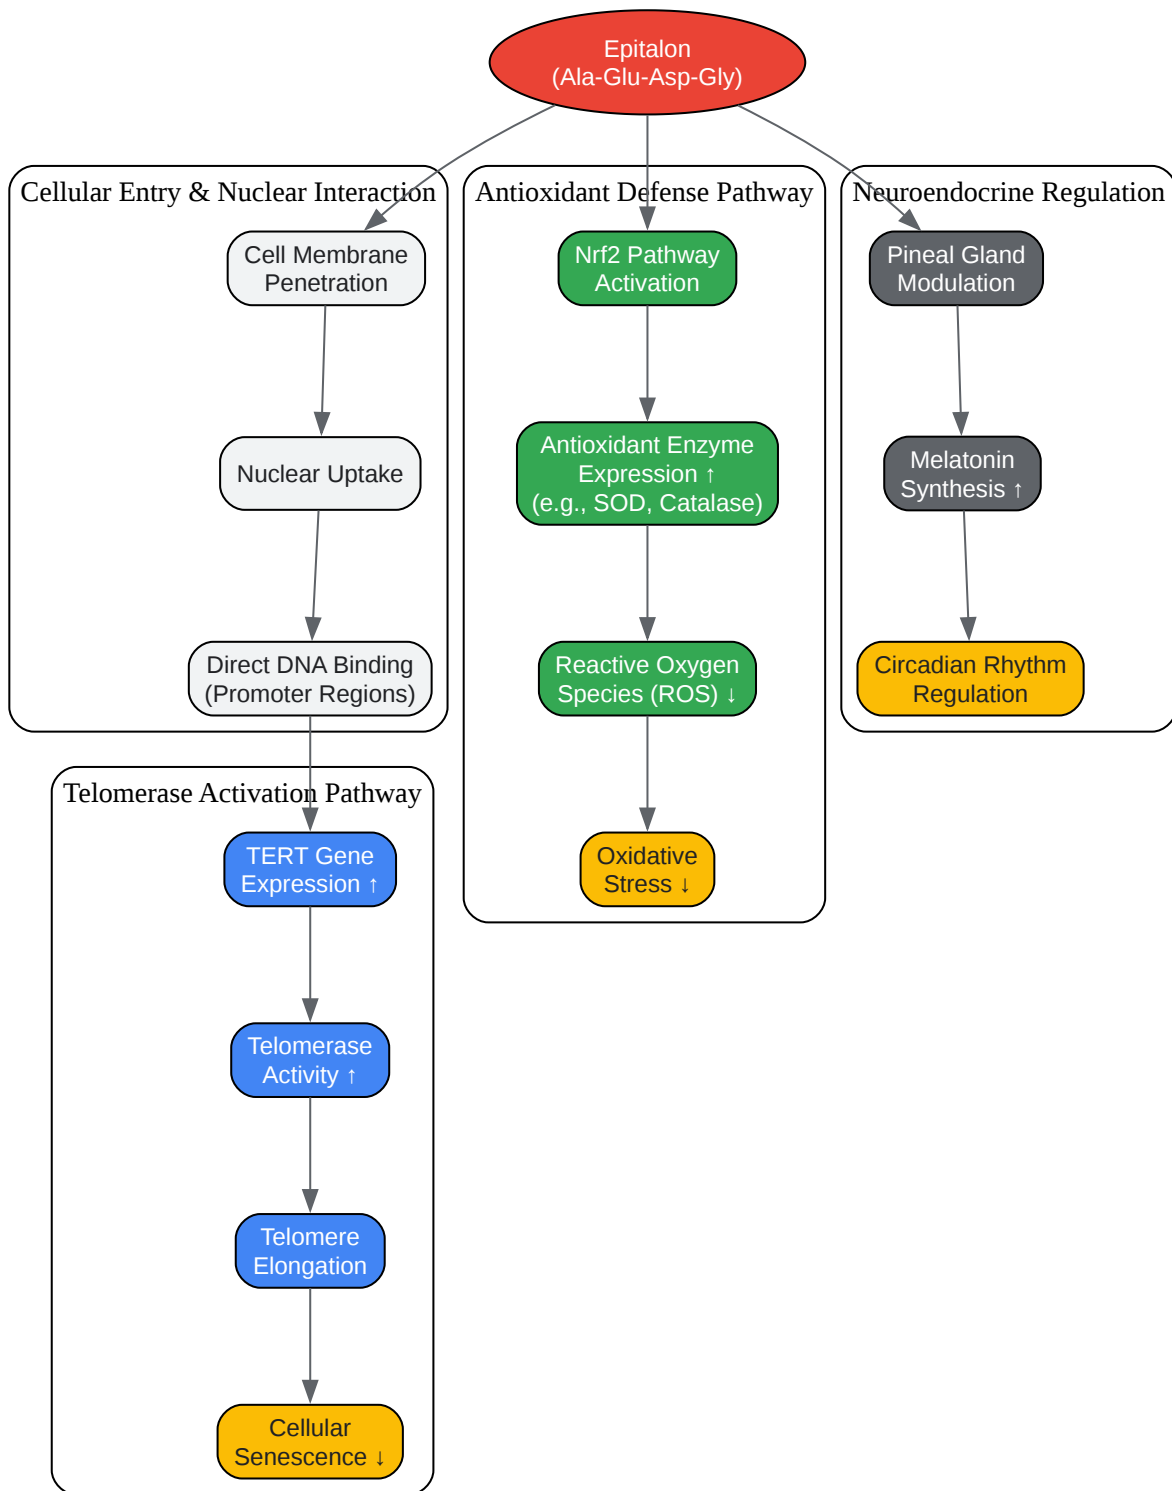 Epitalon
(Ala-Glu-Asp-Gly)
Cellular Entry & Nuclear Interaction
Cell Membrane
Penetration
Nuclear Uptake
Direct DNA Binding
(Promoter Regions)
Telomerase Activation Pathway
TERT Gene
Expression ↑
Telomerase
Activity ↑
Telomere
Elongation
Cellular
Senescence ↓
Antioxidant Defense Pathway
Nrf2 Pathway
Activation
Antioxidant Enzyme
Expression ↑
(e.g., SOD, Catalase)
Reactive Oxygen
Species (ROS) ↓
Oxidative
Stress ↓
Neuroendocrine Regulation
Pineal Gland
Modulation
Melatonin
Synthesis ↑
Circadian Rhythm
Regulation